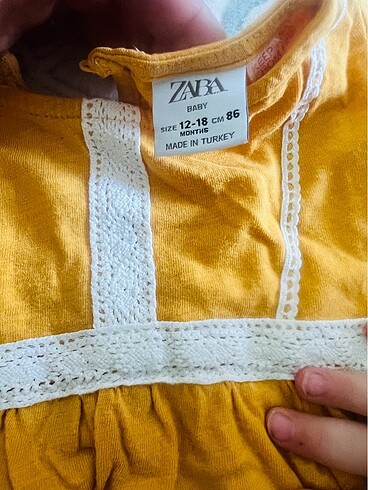 ZARA
BABY
SIZE 12-18 CM 86
MONTHS
MADE IN TURKEY